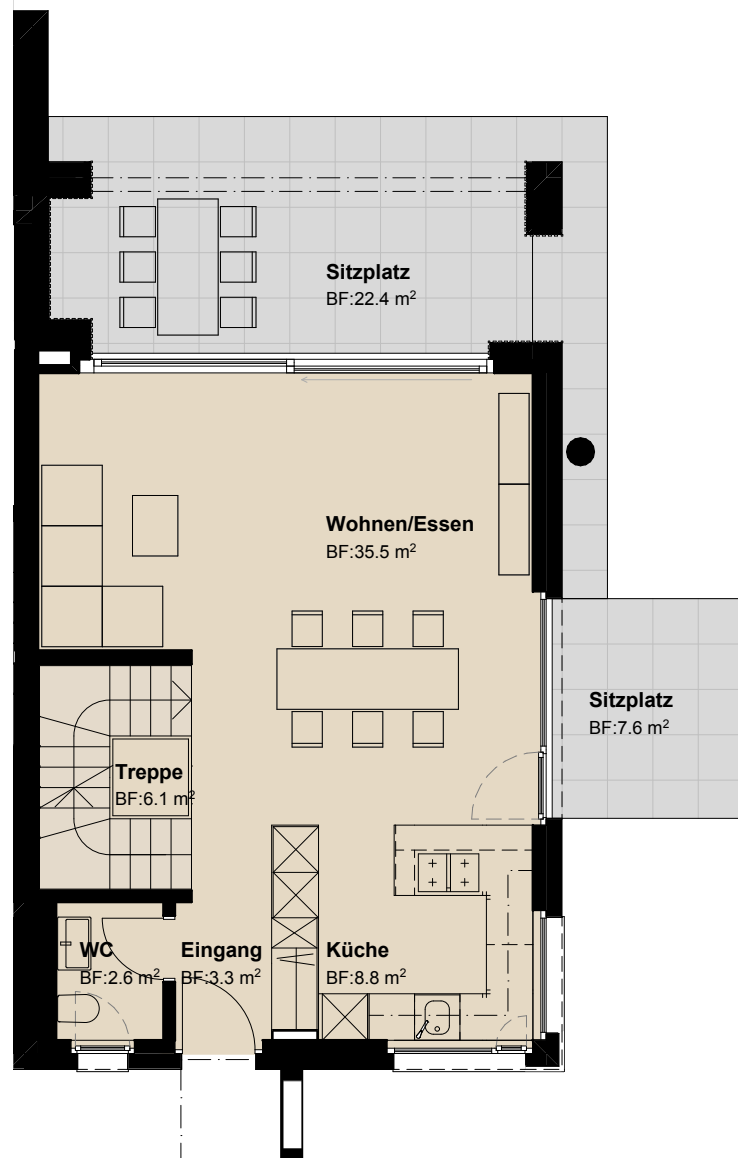 Sitzplatz
BF:22.4 m²
Wohnen/Essen
BF:35.5 m²
Sitzplatz
BF:7.6 m²
Treppe
BF:6.1 m²
WC
BF:2.6 m²
Eingang
BF:3.3 m²
Küche
BF:8.8 m²